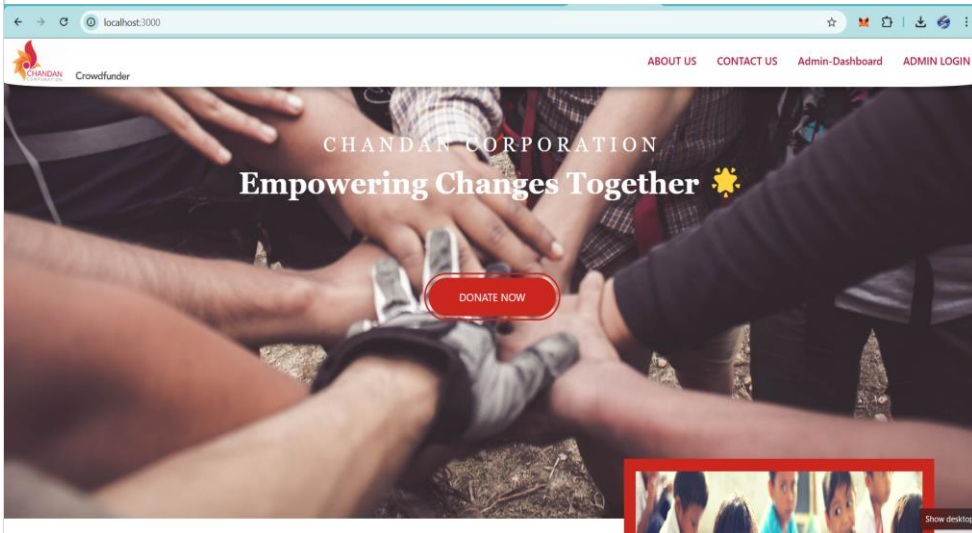 localhost:3000
CHANDAN
CORPORATION
Crowdfunder
ABOUT US
CONTACT US
Admin-Dashboard
ADMIN LOGIN
CHANDAN CORPORATION
Empowering Changes Together 🌟
DONATE NOW
Show desktop